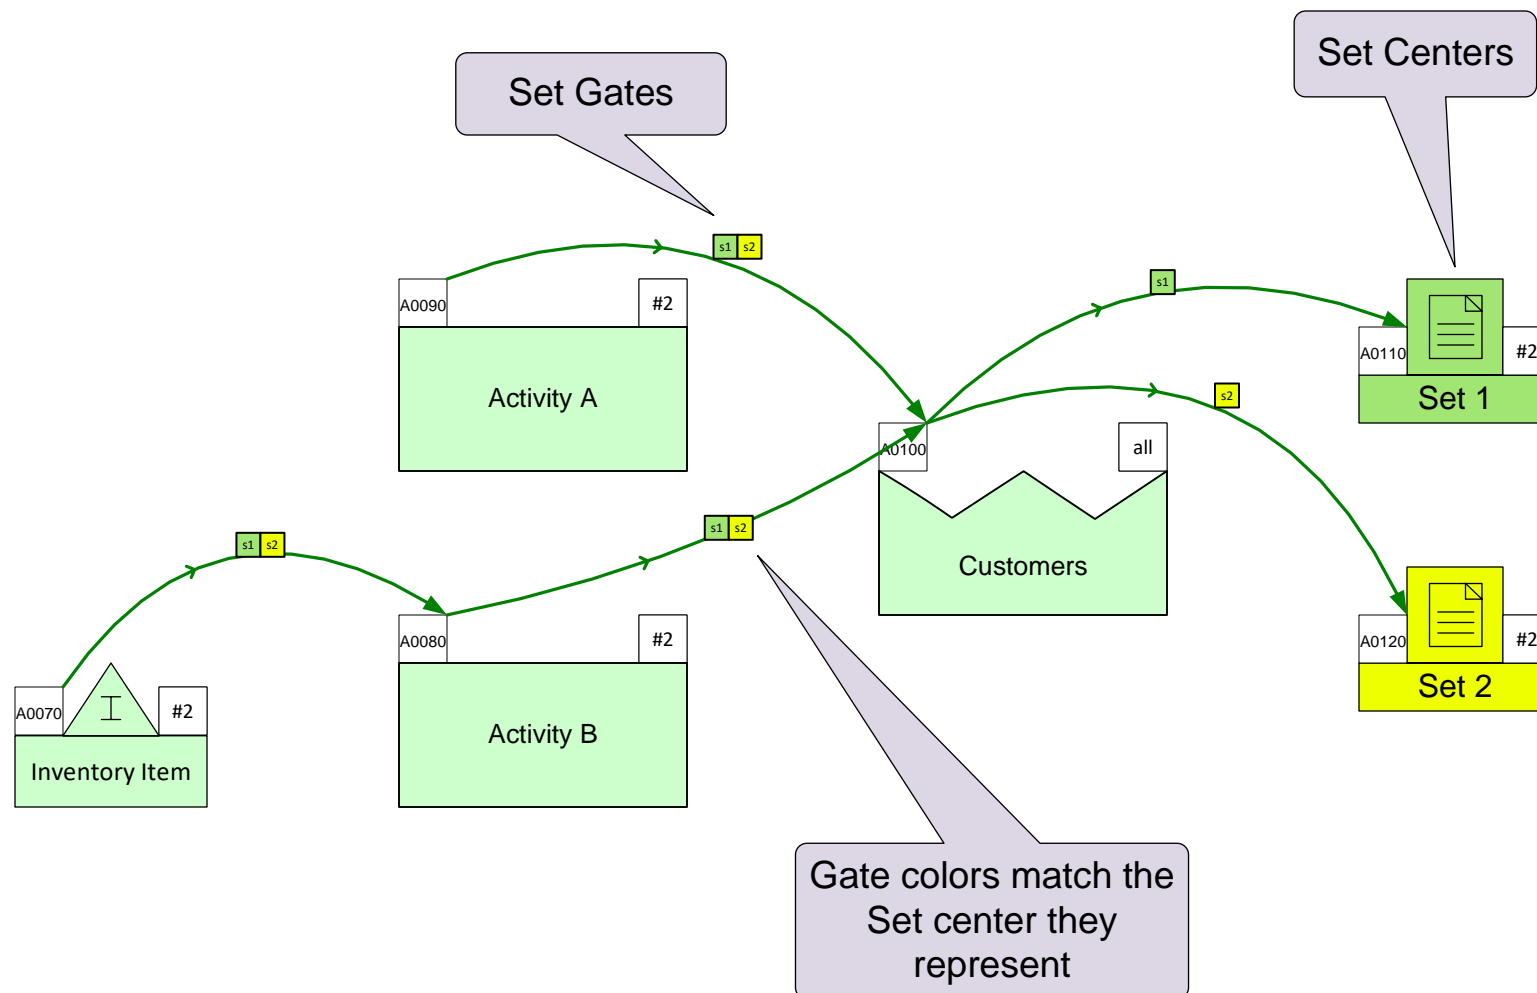 Set Centers
Set Gates
s1 s2
s1
A0090
#2
A0110
#2
Set 1
Activity A
s2
A0100
all
s1 s2
s1 s2
Customers
A0080
#2
A0120
#2
Set 2
A0070
#2
Activity B
Inventory Item
Gate colors match the
Set center they
represent